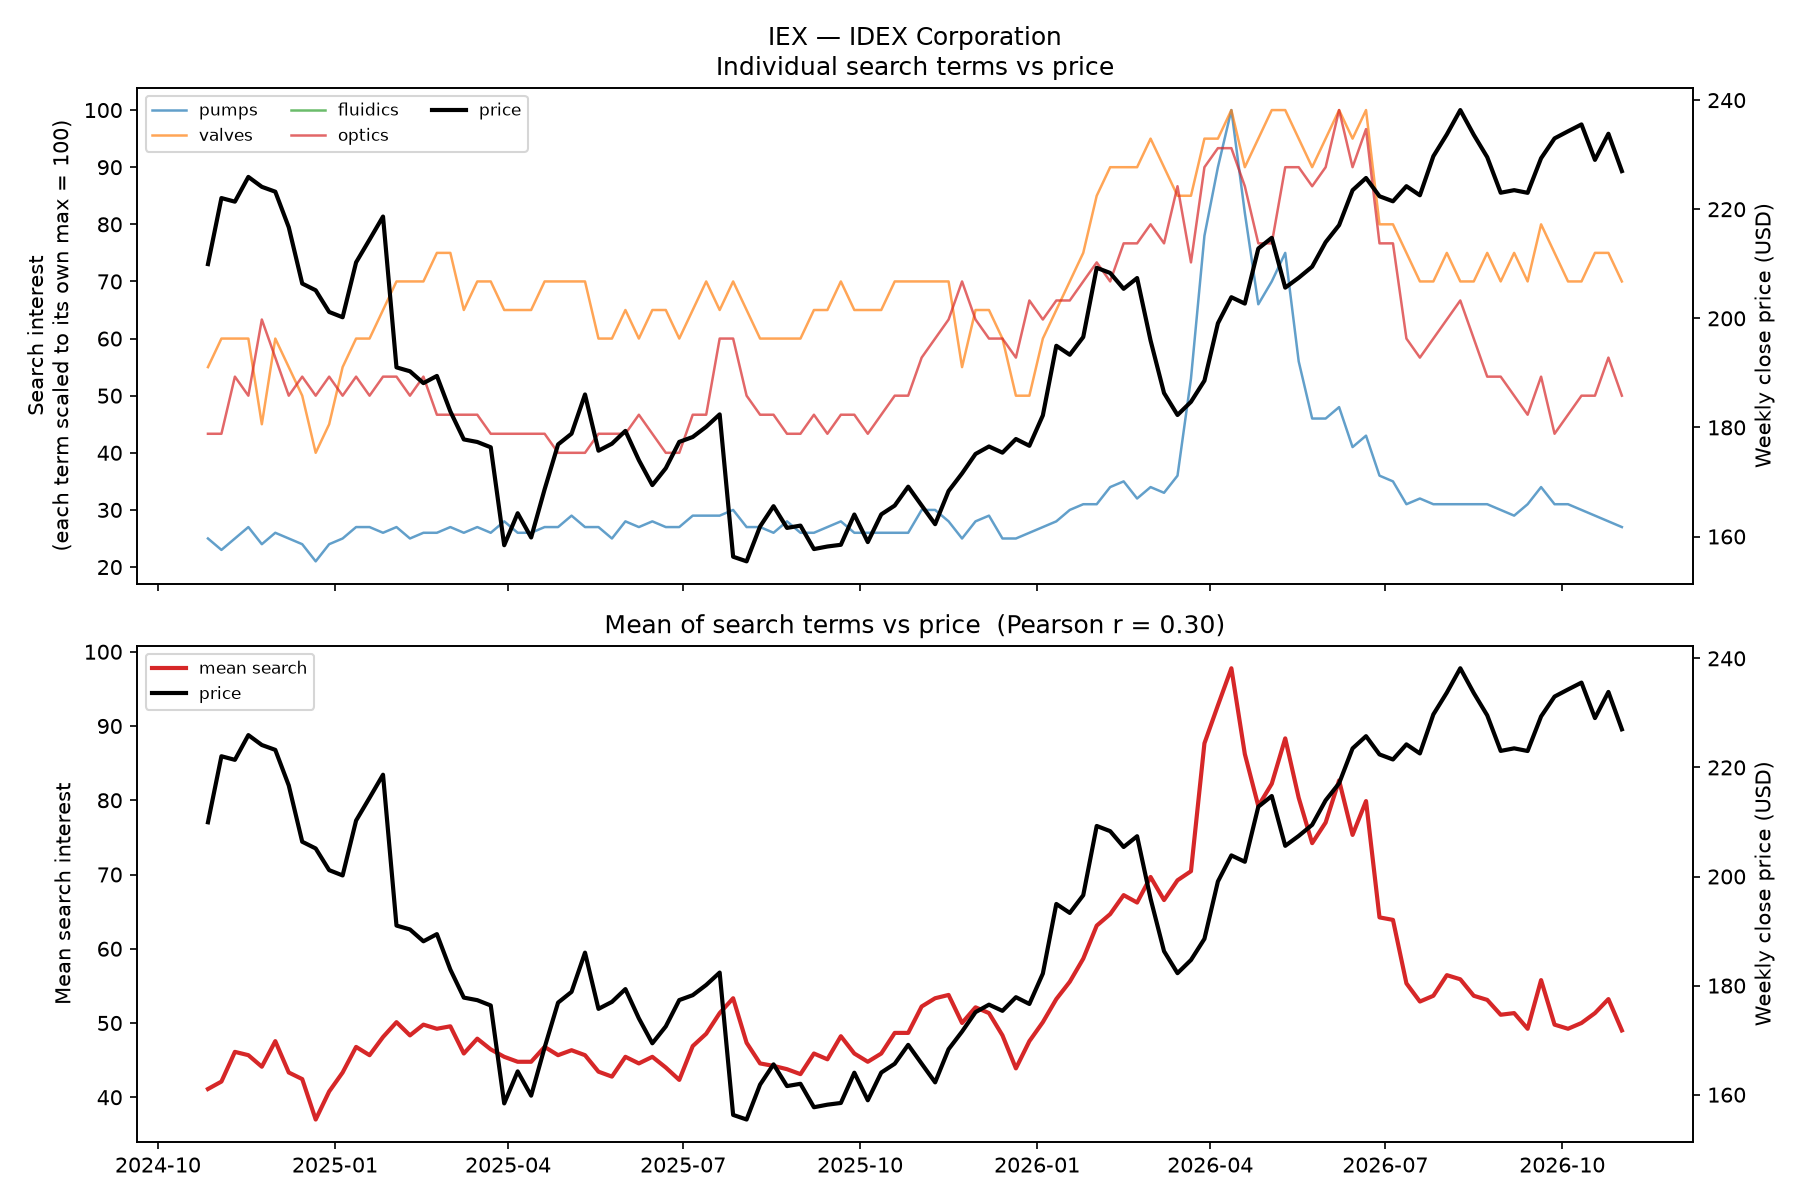 IEX — IDEX Corporation
Individual search terms vs price
pumps
valves
fluidics
optics
price
Search interest
(each term scaled to its own max = 100)
100
90
80
70
60
50
40
30
20
240
220
200
180
160
Weekly close price (USD)
Mean of search terms vs price (Pearson r = 0.30)
mean search
price
Mean search interest
100
90
80
70
60
50
40
240
220
200
180
160
Weekly close price (USD)
2024-10
2025-01
2025-04
2025-07
2025-10
2026-01
2026-04
2026-07
2026-10